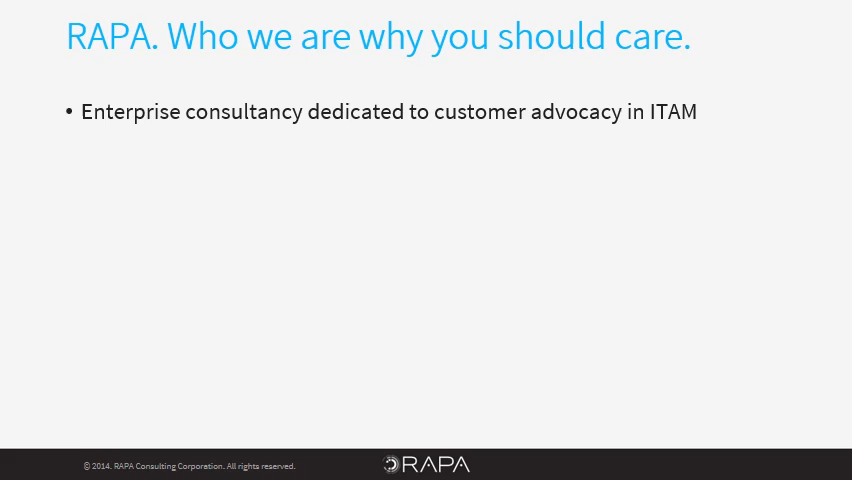 RAPA. Who we are why you should care.
• Enterprise consultancy dedicated to customer advocacy in ITAM
© 2014. RAPA Consulting Corporation. All rights reserved.
RAPA